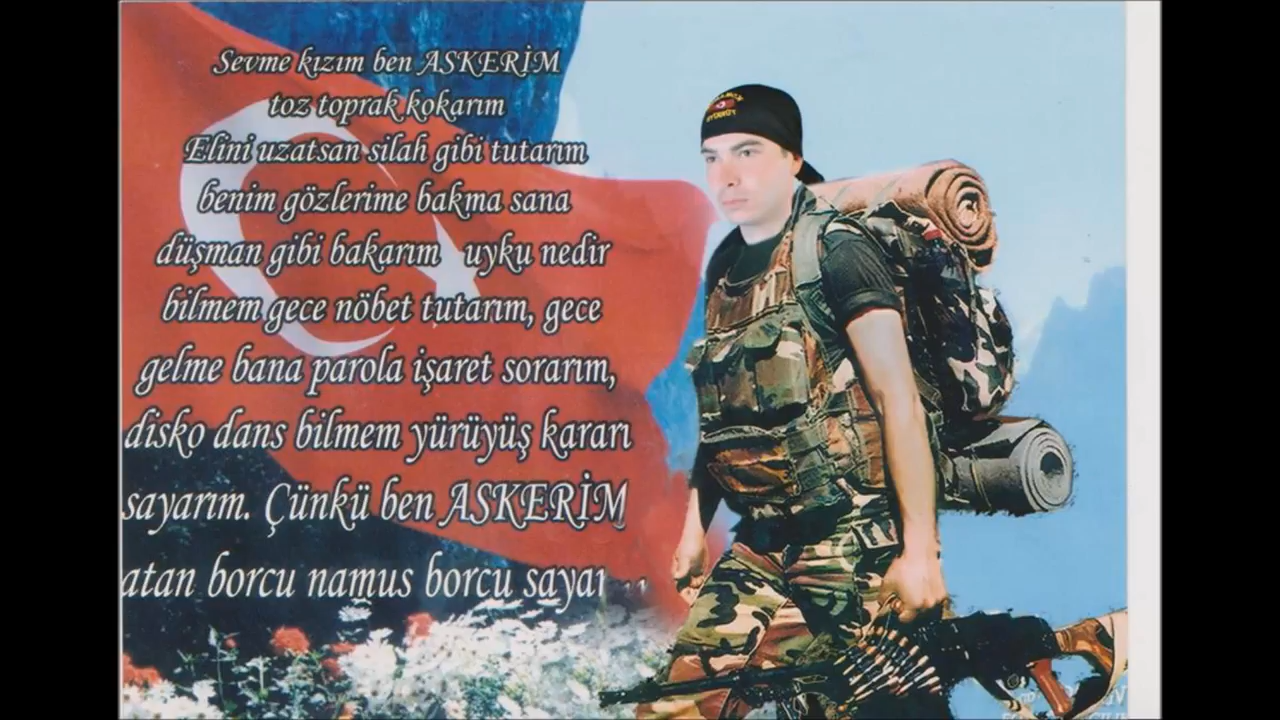 Sevme kızım ben ASKERİM
toz toprak kokarım
Elini uzatsan silah gibi tutarım
benim gözlerime bakma sana
düşman gibi bakarım uyku nedir
bilmem gece nöbet tutarım, gece
gelme bana parola işaret sorarım,
disko dans bilmem yürüyüş kararı
sayarım. Çünkü ben ASKERİM
atan borcu namus borcu sayar